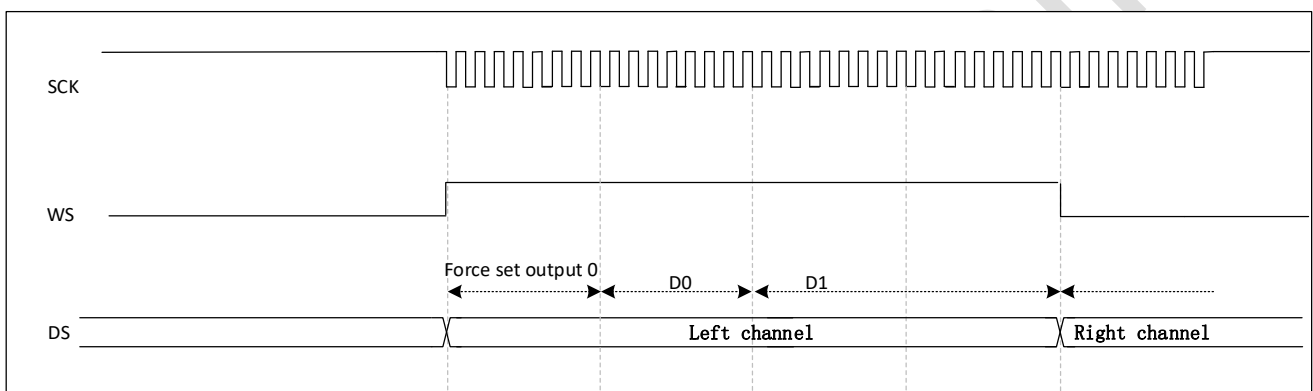 SCK
WS
Force set output 0
D0
D1
DS
Left channel
Right channel